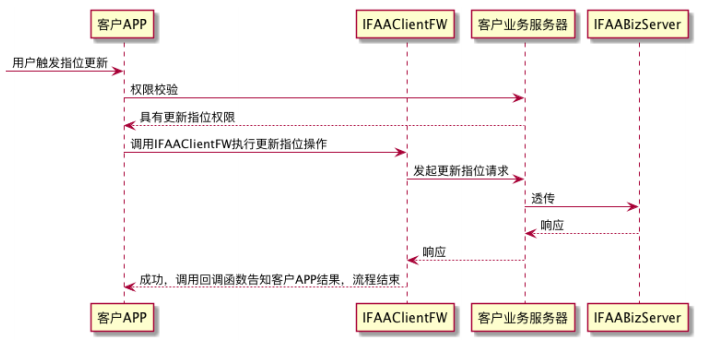 客户APP
IFAAClientFW
客户业务服务器
IFAABizServer
用户触发指位更新
权限校验
具有更新指位权限
调用IFAAClientFW执行更新指位操作
发起更新指位请求
透传
响应
响应
成功，调用回调函数告知客户APP结果，流程结束
客户APP
IFAAClientFW
客户业务服务器
IFAABizServer